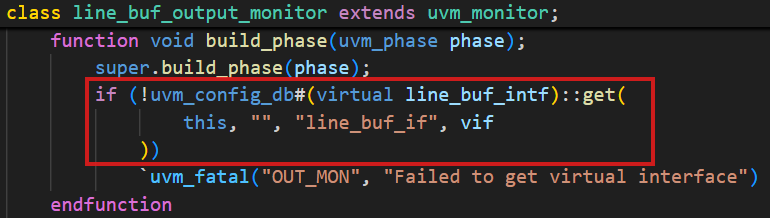 class line_buf_output_monitor extends uvm_monitor;
function void build_phase(uvm_phase phase);
super.build_phase(phase);
if (!uvm_config_db#(virtual line_buf_intf)::get(
this, "", "line_buf_if", vif
))
`uvm_fatal("OUT_MON", "Failed to get virtual interface")
endfunction